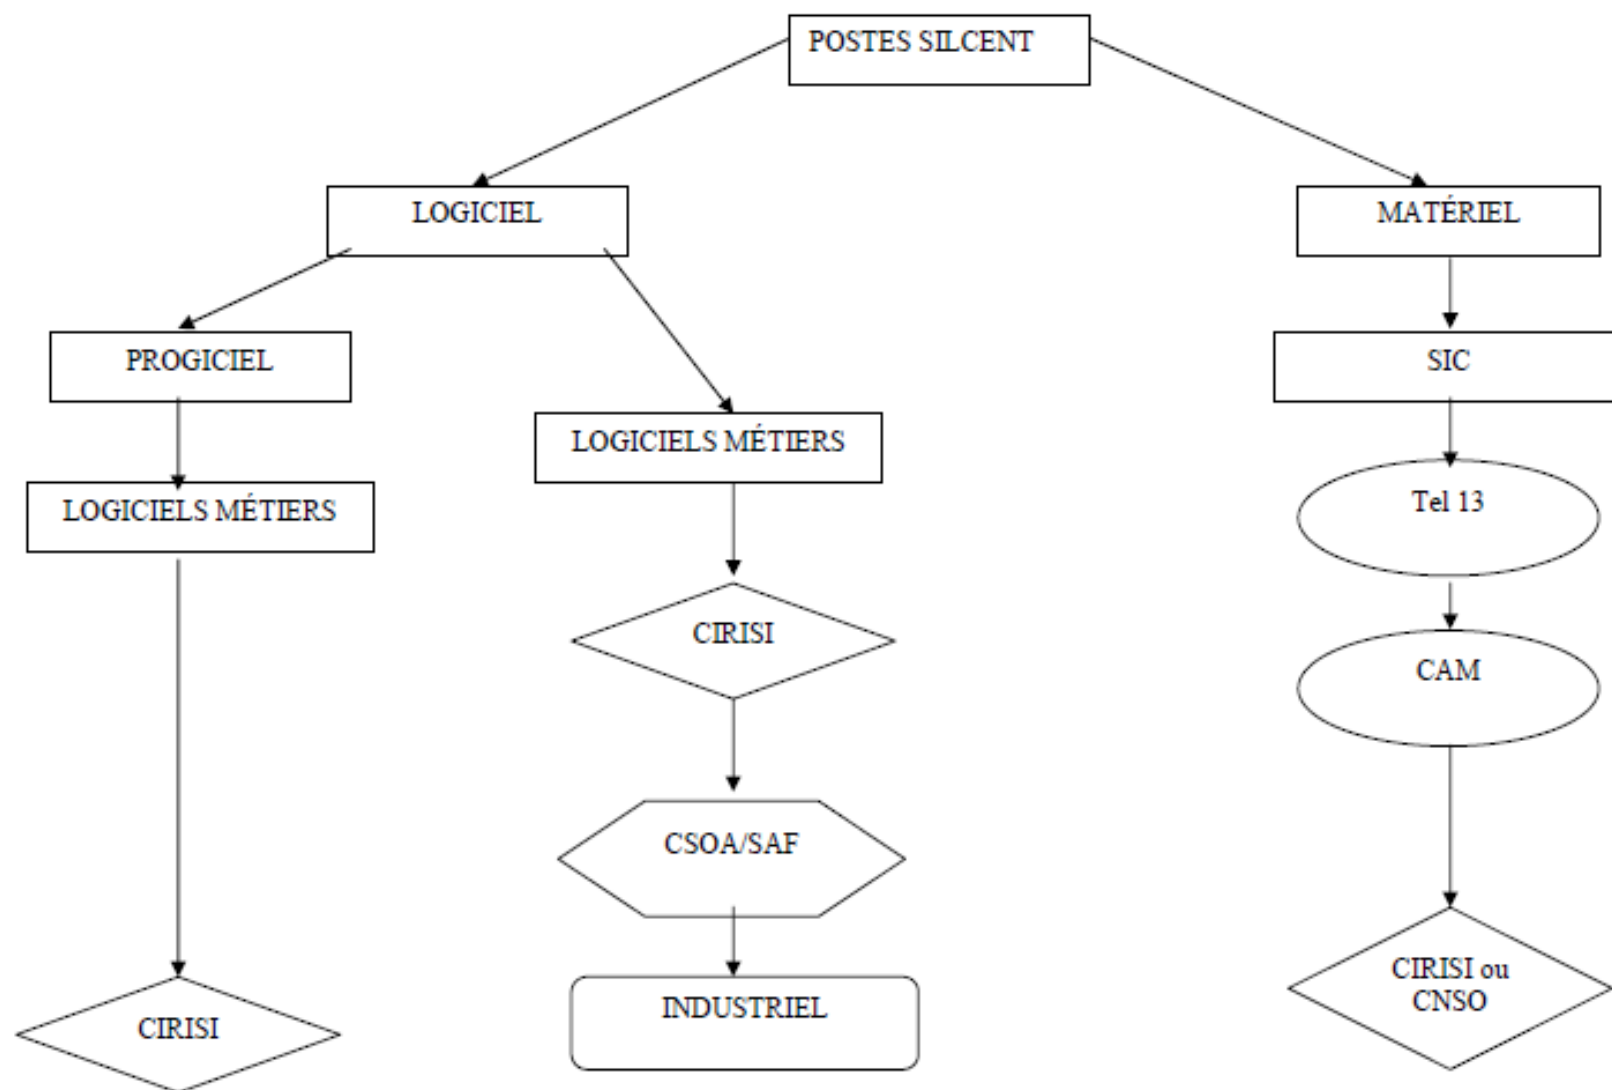 POSTES SILCENT
LOGICIEL
MATÉRIEL
PROGICIEL
SIC
LOGICIELS MÉTIERS
LOGICIELS MÉTIERS
Tel 13
CIRISI
CAM
CSOA/SAF
CIRISI ou
CNSO
INDUSTRIEL
CIRISI